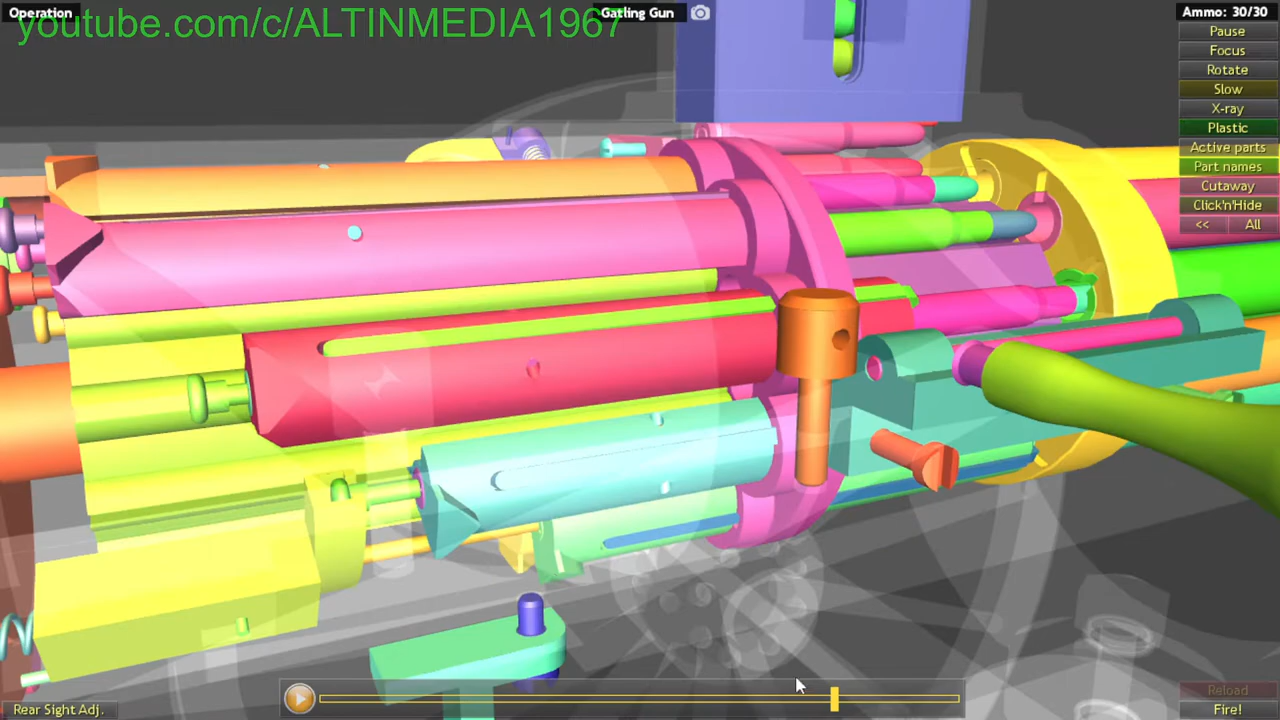 Operation
Gatling Gun
Ammo: 30/30
youtube.com/c/ALTINMEDIA1967
Pause
Focus
Rotate
Slow
X-ray
Plastic
Active parts
Part names
Cutaway
Click'n'Hide
<< All
Reload
Rear Sight Adj.
Fire!